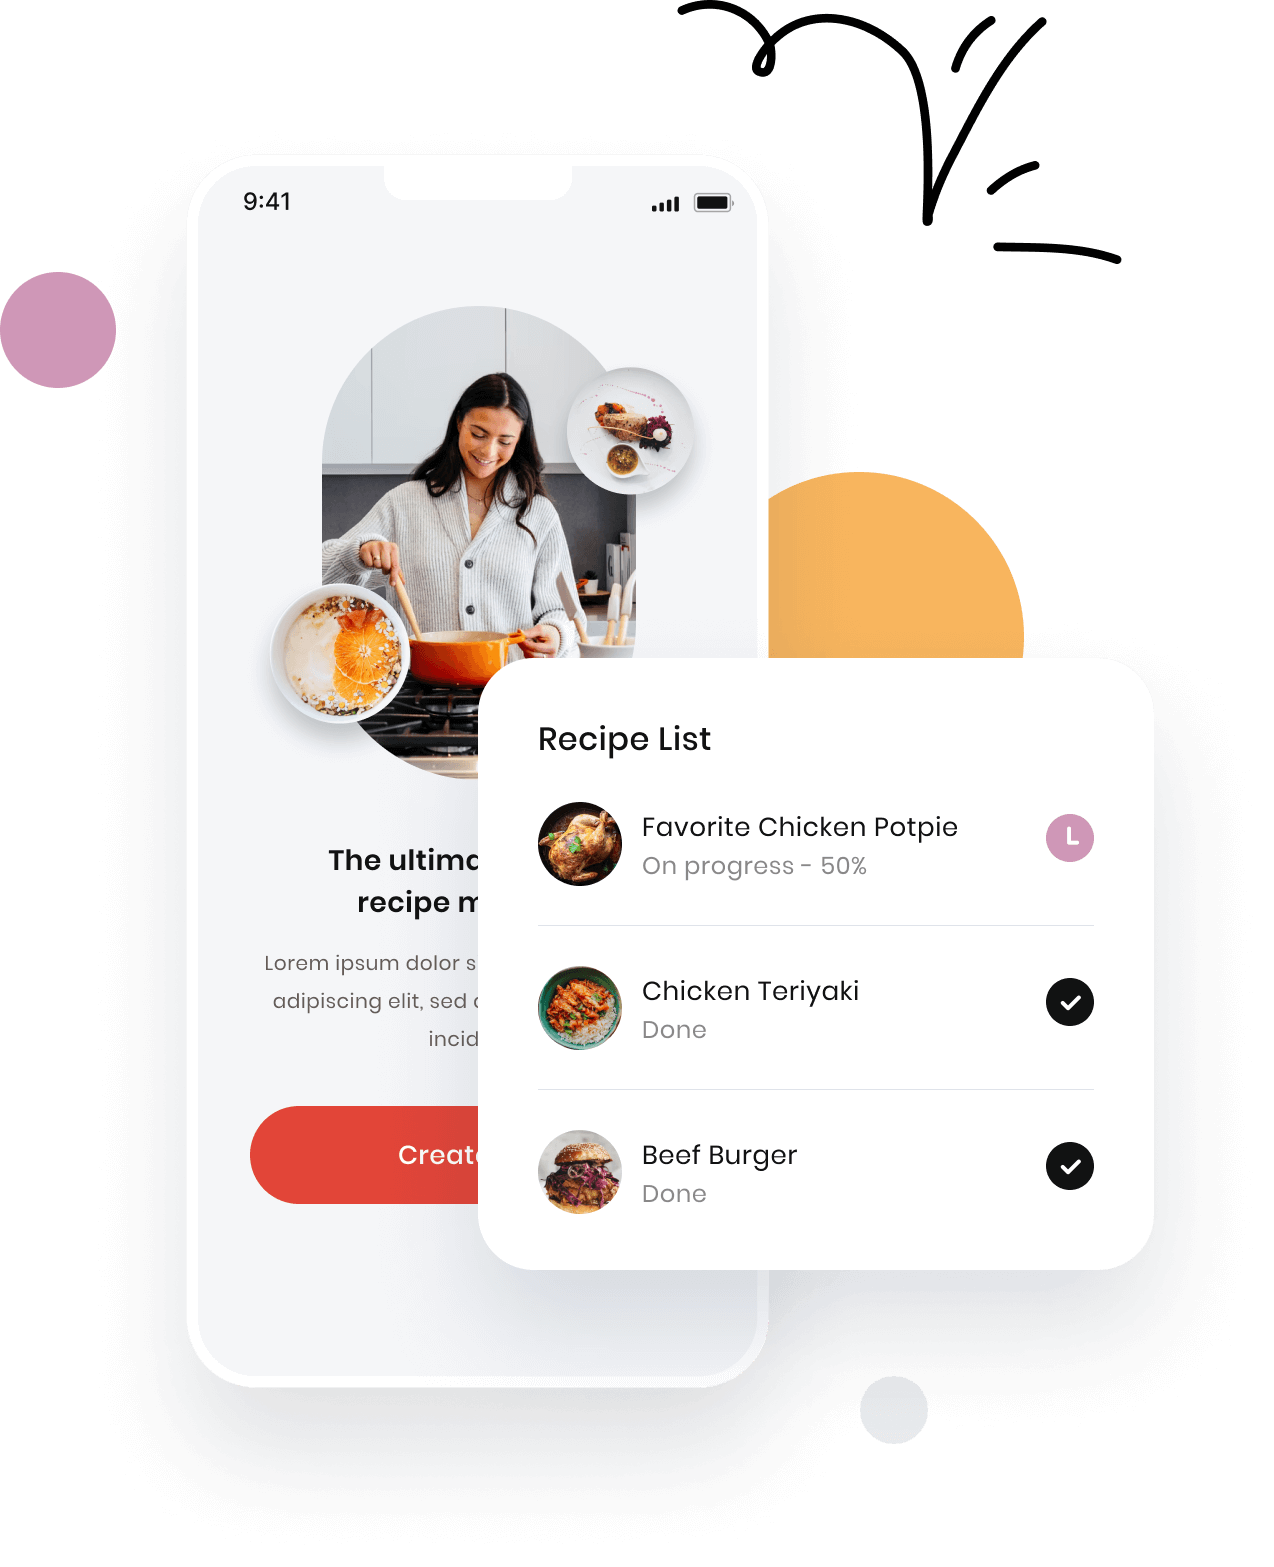 9:41
The ultima
recipe m
Lorem ipsum dolor s
adipiscing elit, sed
incid
Create
Recipe List
Favorite Chicken Potpie
On progress - 50%
Chicken Teriyaki
Done
Beef Burger
Done